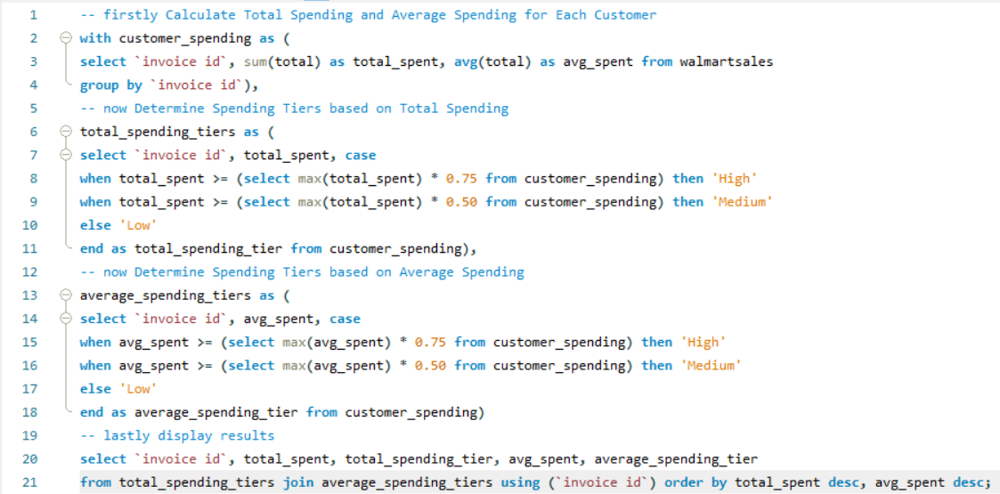 1 -- firstly Calculate Total Spending and Average Spending for Each Customer
2 with customer_spending as (
3 select `invoice id`, sum(total) as total_spent, avg(total) as avg_spent from walmartsales
4 group by `invoice id`),
5 -- now Determine Spending Tiers based on Total Spending
6 total_spending_tiers as (
7 select `invoice id`, total_spent, case
8 when total_spent >= (select max(total_spent) * 0.75 from customer_spending) then 'High'
9 when total_spent >= (select max(total_spent) * 0.50 from customer_spending) then 'Medium'
10 else 'Low'
11 end as total_spending_tier from customer_spending),
12 -- now Determine Spending Tiers based on Average Spending
13 average_spending_tiers as (
14 select `invoice id`, avg_spent, case
15 when avg_spent >= (select max(avg_spent) * 0.75 from customer_spending) then 'High'
16 when avg_spent >= (select max(avg_spent) * 0.50 from customer_spending) then 'Medium'
17 else 'Low'
18 end as average_spending_tier from customer_spending)
19 -- lastly display results
20 select `invoice id`, total_spent, total_spending_tier, avg_spent, average_spending_tier
21 from total_spending_tiers join average_spending_tiers using (`invoice id`) order by total_spent desc, avg_spent desc;